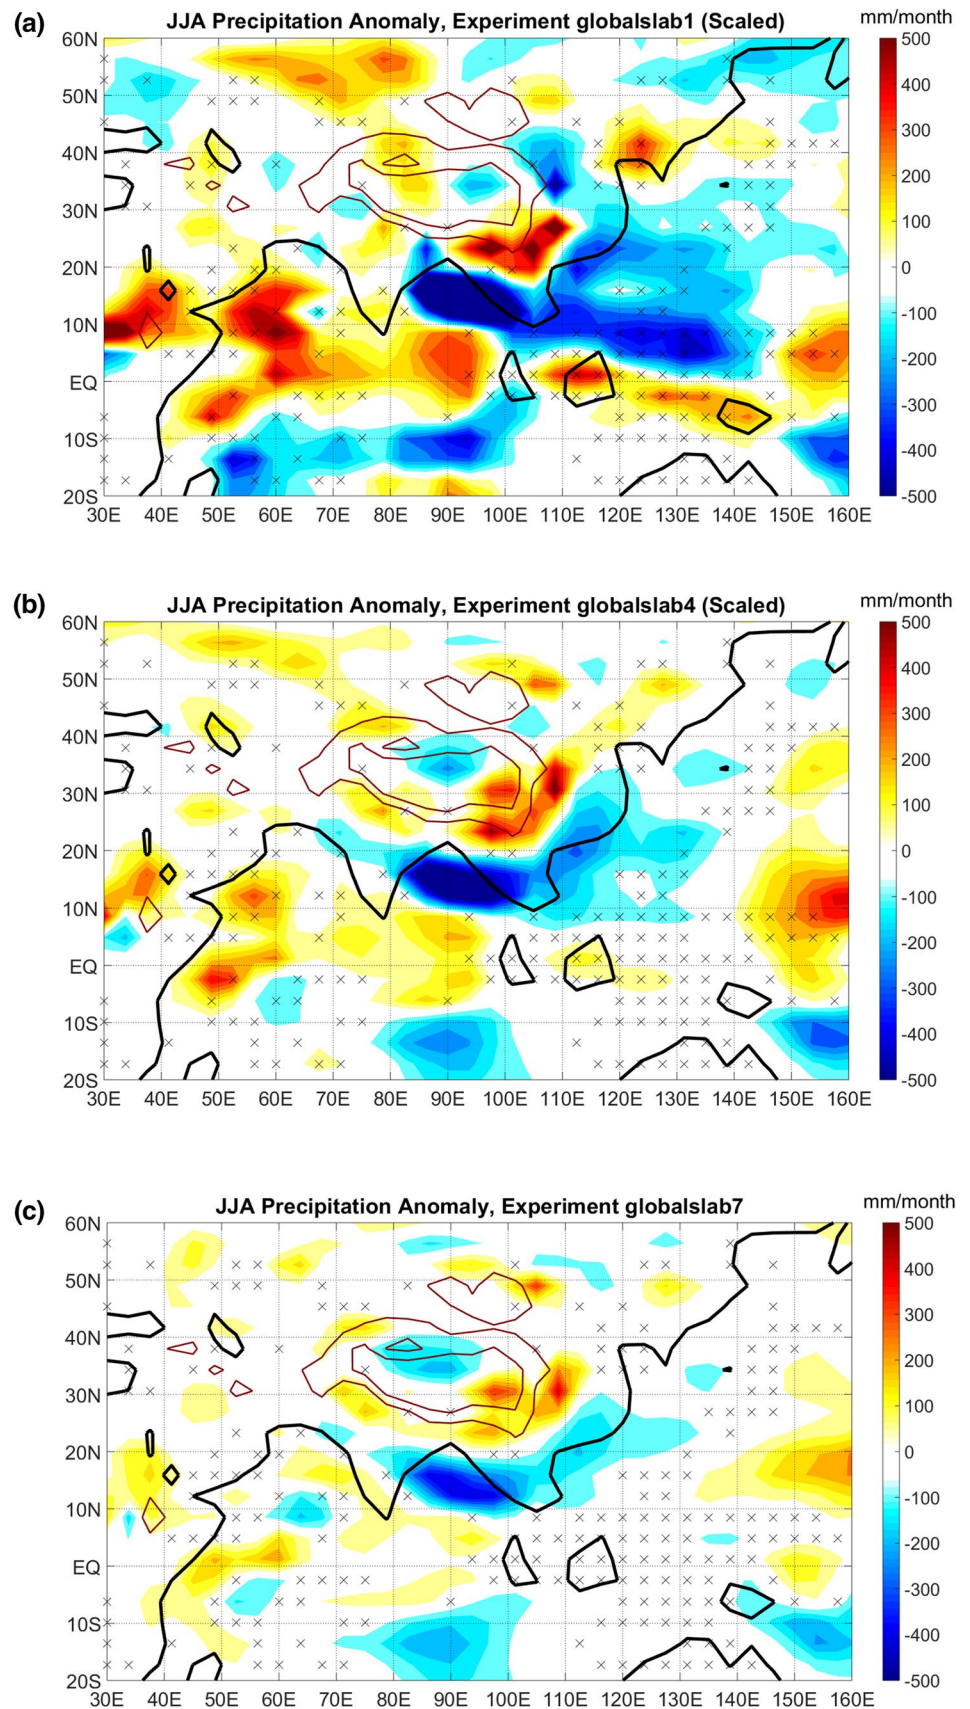 (a)
JJA Precipitation Anomaly, Experiment globalslab1 (Scaled)
mm/month
60N
50N
40N
30N
20N
10N
EQ
10S
20S
30E 40E 50E 60E 70E 80E 90E 100E 110E 120E 130E 140E 150E 160E
500
400
300
200
100
0
-100
-200
-300
-400
-500
(b)
JJA Precipitation Anomaly, Experiment globalslab4 (Scaled)
mm/month
60N
50N
40N
30N
20N
10N
EQ
10S
20S
30E 40E 50E 60E 70E 80E 90E 100E 110E 120E 130E 140E 150E 160E
500
400
300
200
100
0
-100
-200
-300
-400
-500
(c)
JJA Precipitation Anomaly, Experiment globalslab7
mm/month
60N
50N
40N
30N
20N
10N
EQ
10S
20S
30E 40E 50E 60E 70E 80E 90E 100E 110E 120E 130E 140E 150E 160E
500
400
300
200
100
0
-100
-200
-300
-400
-500